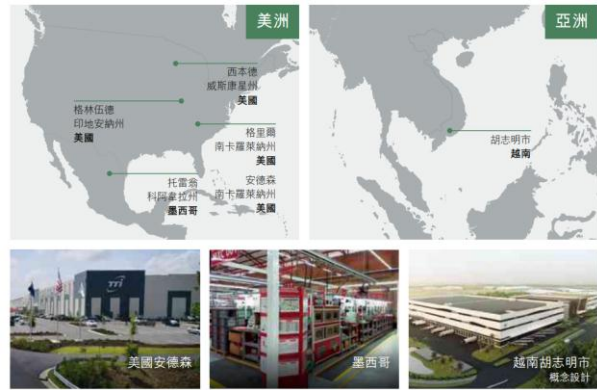 美洲
西本德
威斯康星州
美國
格林伍德
印地安納州
美國
格里爾
南卡羅萊納州
美國
托雷翁
科阿韋拉州
墨西哥
安德森
南卡羅萊納州
美國
亞洲
胡志明市
越南
TTI
美國安德森
墨西哥
越南胡志明市
概念設計